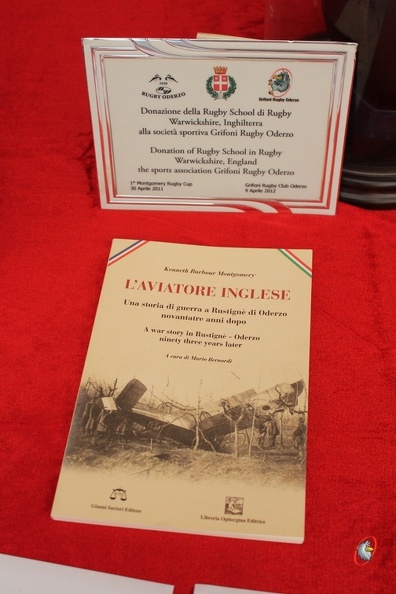 RUGBY ODERZO
Grifoni Rugby Oderzo
Donazione della Rugby School di Rugby
Warwickshire, Inghilterra
alla società sportiva Grifoni Rugby Oderzo
Donation of Rugby School in Rugby
Warwickshire, England
the sports association Grifoni Rugby Oderzo
1° Montgomery Rugby Cup
30 Aprile 2011
Grifoni Rugby Club Oderzo
9 Aprile 2012
Kenneth Barbour Montgomery
L'AVIATORE INGLESE
Una storia di guerra a Rustignè di Oderzo
novantatre anni dopo
A war story in Rustignè - Oderzo
ninety three years later
A cura di Mario Bernardi
Gianni Sartori Editore
Libreria Opitergina Editrice